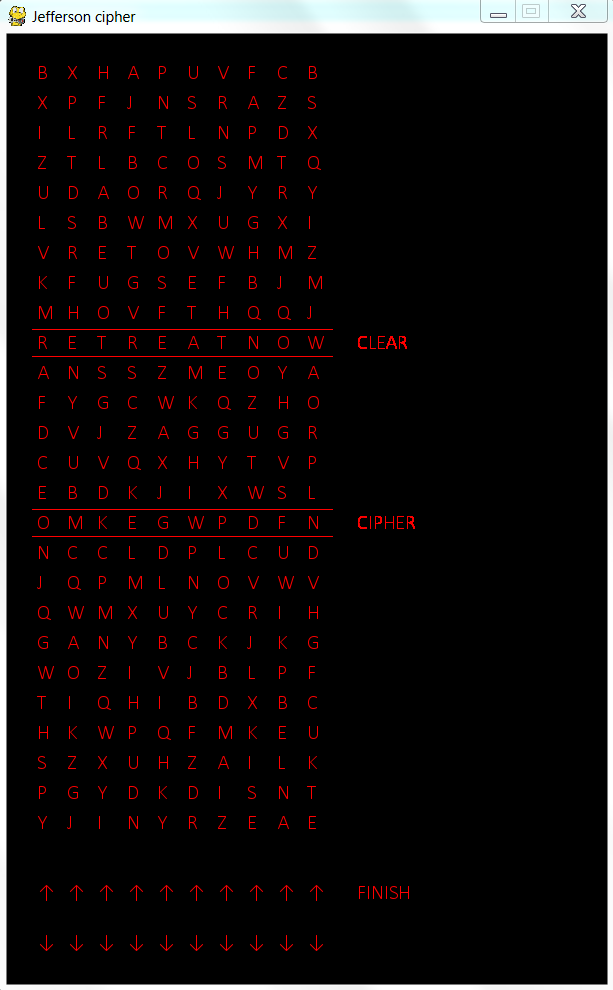 Jefferson cipher
B X H A P U V F C B
X P F J N S R A Z S
I L R F T L N P D X
Z T L B C O S M T Q
U D A O R Q J Y R Y
L S B W M X U G X I
V R E T O V W H M Z
K F U G S E F B J M
M H O V F T H Q Q J
R E T R E A T N O W CLEAR
A N S S Z M E O Y A
F Y G C W K Q Z H O
D V J Z A G G U G R
C U V Q X H Y T V P
E B D K J I X W S L
O M K E G W P D F N CIPHER
N C C L D P L C U D
J Q P M L N O V W V
Q W M X U Y C R I H
G A N Y B C K J K G
W O Z I V J B L P F
T I Q H I B D X B C
H K W P Q F M K E U
S Z X U H Z A I L K
P G Y D K D I S N T
Y J I N Y R Z E A E
↑ ↑ ↑ ↑ ↑ ↑ ↑ ↑ ↑ ↑ FINISH
↓ ↓ ↓ ↓ ↓ ↓ ↓ ↓ ↓ ↓